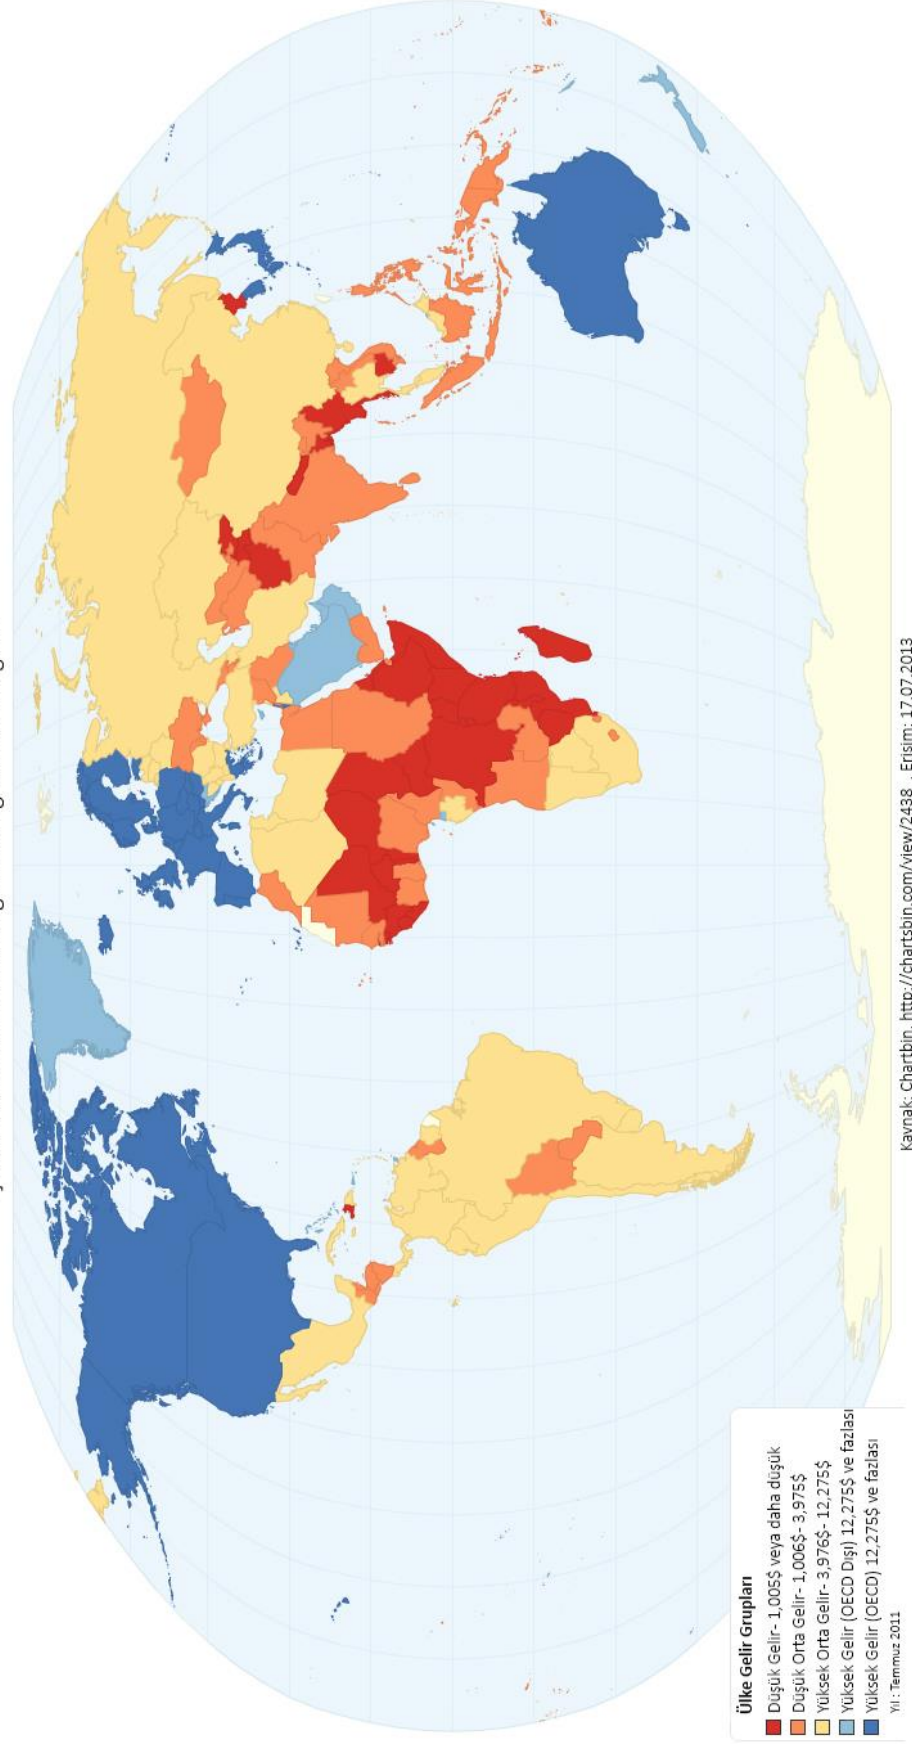 Ülke Gelir Grupları
Düşük Gelir- 1,005$ veya daha düşük
Düşük Orta Gelir- 1,006$- 3,975$
Yüksek Orta Gelir- 3,976$- 12,275$
Yüksek Gelir (OECD Dışı) 12,275$ ve fazlası
Yüksek Gelir (OECD) 12,275$ ve fazlası
Yıl : Temmuz 2011
Kaynak: Chartbin, http://chartsbin.com/view/2438 , Erişim: 17.07.2013